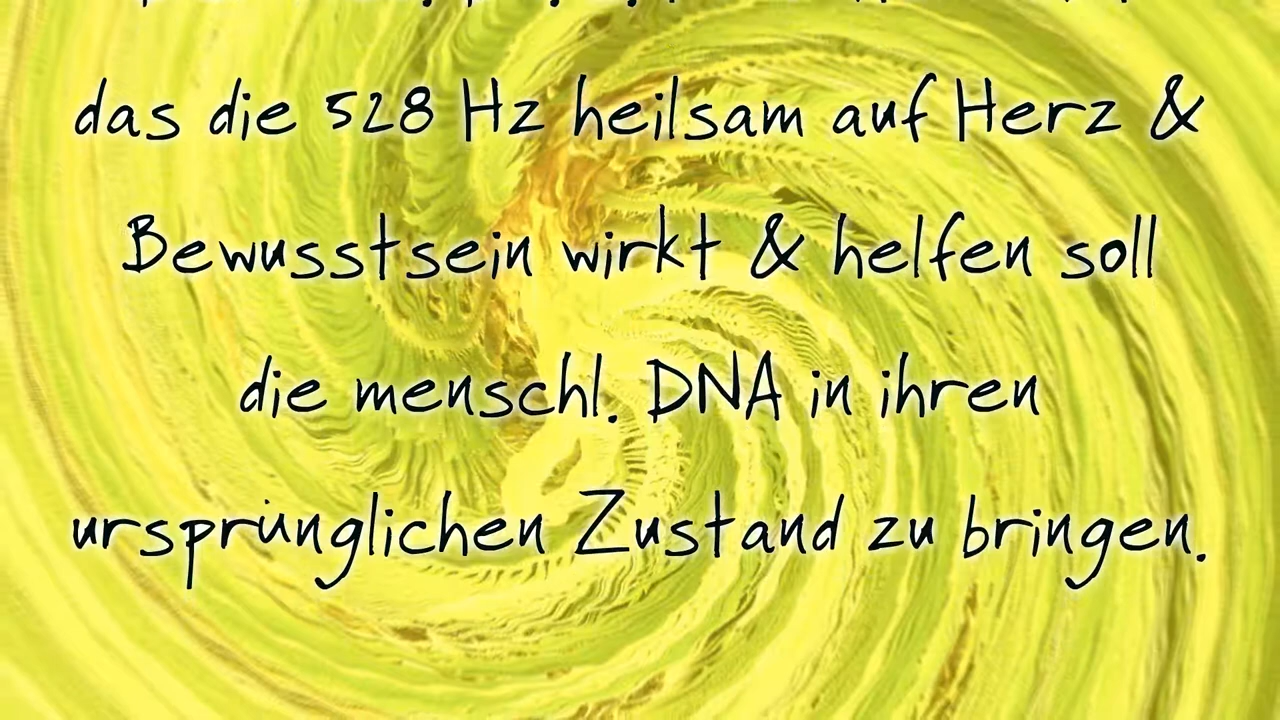 das die 528 Hz heilsam auf Herz &
Bewusstsein wirkt & helfen soll
die menschl. DNA in ihren
ursprünglichen Zustand zu bringen.